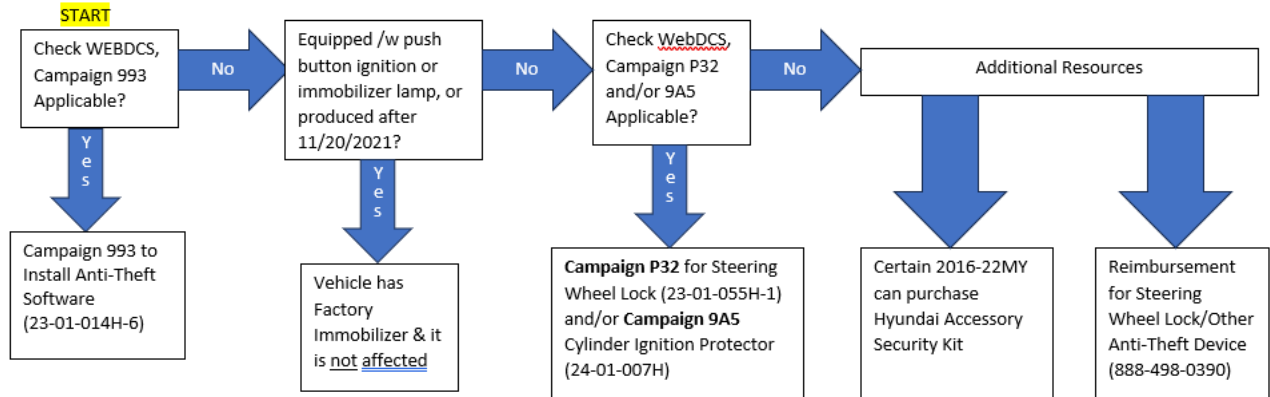 START
Check WEBDCS,
Campaign 993
Applicable?
No
Equipped /w push
button ignition or
immobilizer lamp, or
produced after
11/20/2021?
No
Check WebDCS,
Campaign P32
and/or 9A5
Applicable?
No
Additional Resources
Yes
Yes
Yes
Campaign 993 to
Install Anti-Theft
Software
(23-01-014H-6)
Vehicle has
Factory
Immobilizer & it
is not affected
Campaign P32 for Steering
Wheel Lock (23-01-055H-1)
and/or Campaign 9A5
Cylinder Ignition Protector
(24-01-007H)
Certain 2016-22MY
can purchase
Hyundai Accessory
Security Kit
Reimbursement
for Steering
Wheel Lock/Other
Anti-Theft Device
(888-498-0390)